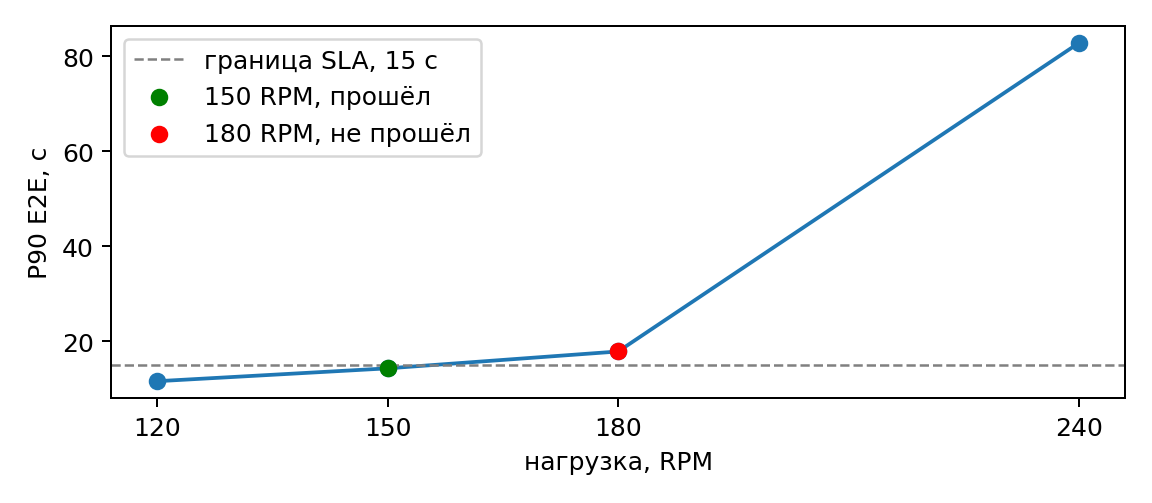 80
60
40
20
P90 E2E, с
граница SLA, 15 с
150 RPM, прошёл
180 RPM, не прошёл
120
150
180
240
нагрузка, RPM